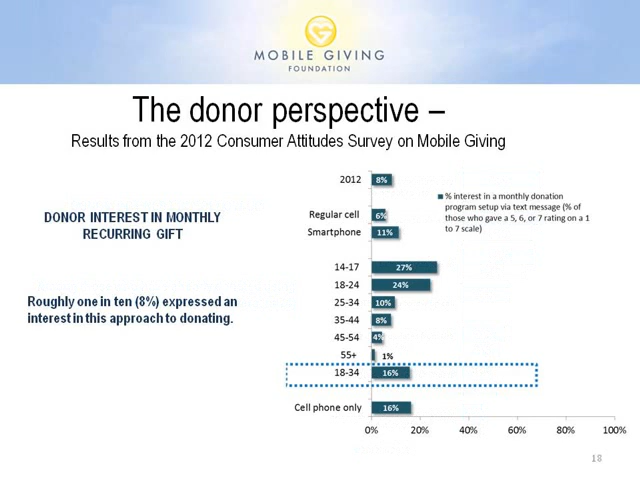 MOBILE GIVING
FOUNDATION
The donor perspective –
Results from the 2012 Consumer Attitudes Survey on Mobile Giving
DONOR INTEREST IN MONTHLY
RECURRING GIFT
Roughly one in ten (8%) expressed an
interest in this approach to donating.
2012 8%
Regular cell 6%
Smartphone 11%
14-17 27%
18-24 24%
25-34 10%
35-44 8%
45-54 4%
55+ 1%
18-34 16%
Cell phone only 16%
0% 20% 40% 60% 80% 100%
% interest in a monthly donation
program setup via text message (% of
those who gave a 5, 6, or 7 rating on a 1
to 7 scale)
18